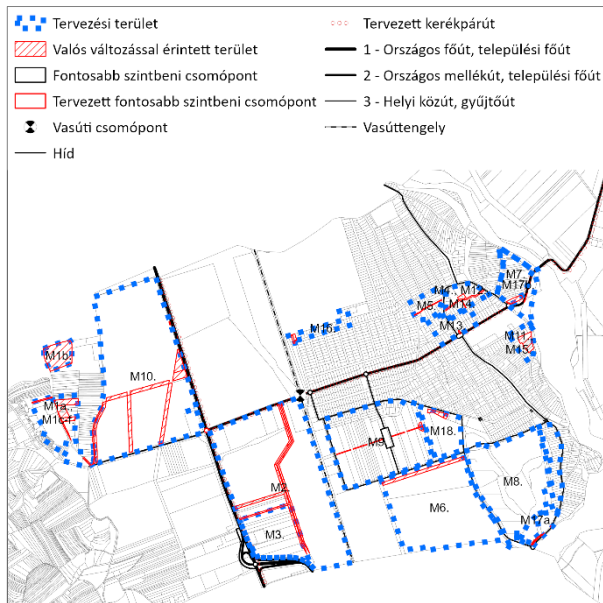 Tervezési terület
Valós változással érintett terület
Fontosabb szintbeni csomópont
Tervezett fontosabb szintbeni csomópont
Vasúti csomópont
Híd
Tervezett kerékpárút
1 - Országos főút, települési főút
2 - Országos mellékút, települési főút
3 - Helyi közút, gyűjtőút
Vasúttengely
M7.
M17b
M12.
M5.
M14.
M13.
M16.
M11.
M15.
M1b.
M10.
M1a.
M18.
M9.
M2.
M8.
M6.
M3.
M17a.